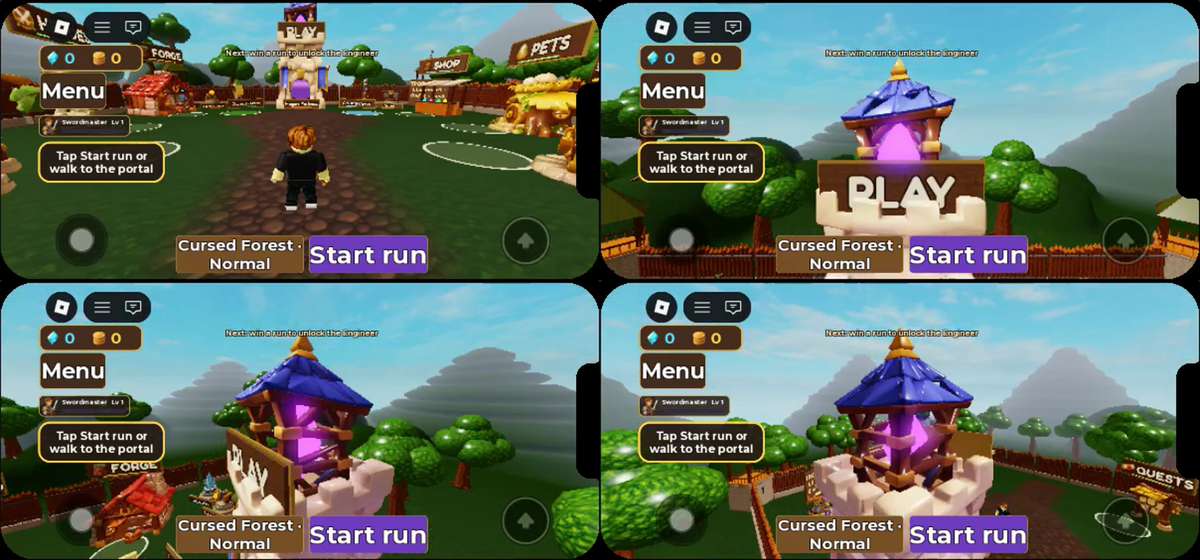 FORGE
PLAY
SHOP
PETS
Next: win a run to unlock the Engineer
0 0
Menu
Swordmaster Lv 1
Tap Start run or
walk to the portal
Cursed Forest ·
Normal
Start run
Next: win a run to unlock the Engineer
0 0
Menu
Swordmaster Lv 1
Tap Start run or
walk to the portal
PLAY
Cursed Forest ·
Normal
Start run
Next: win a run to unlock the Engineer
0 0
Menu
Swordmaster Lv 1
Tap Start run or
walk to the portal
FORGE
PLAY
Cursed Forest ·
Normal
Start run
Next: win a run to unlock the Engineer
0 0
Menu
Swordmaster Lv 1
Tap Start run or
walk to the portal
QUESTS
Cursed Forest ·
Normal
Start run